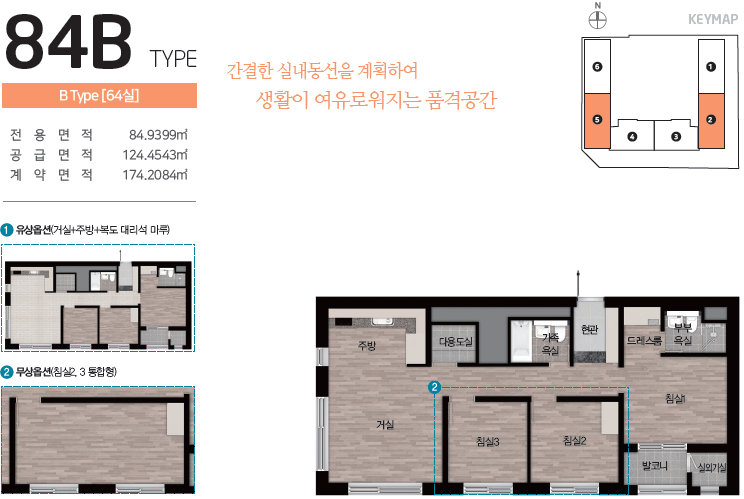 84B TYPE
B Type [64실]
전용면적 84.9399㎡
공급면적 124.4543㎡
계약면적 174.2084㎡
간결한 실내동선을 계획하여
생활이 여유로워지는 품격공간
N
KEYMAP
6
1
5
2
4
3
1 유상옵션(거실+주방+복도 대리석 마루)
2 무상옵션(침실2, 3 통합형)
주방
다용도실
가족
욕실
현관
드레스룸
부부
욕실
2
거실
침실3
침실2
침실1
발코니
실외기실